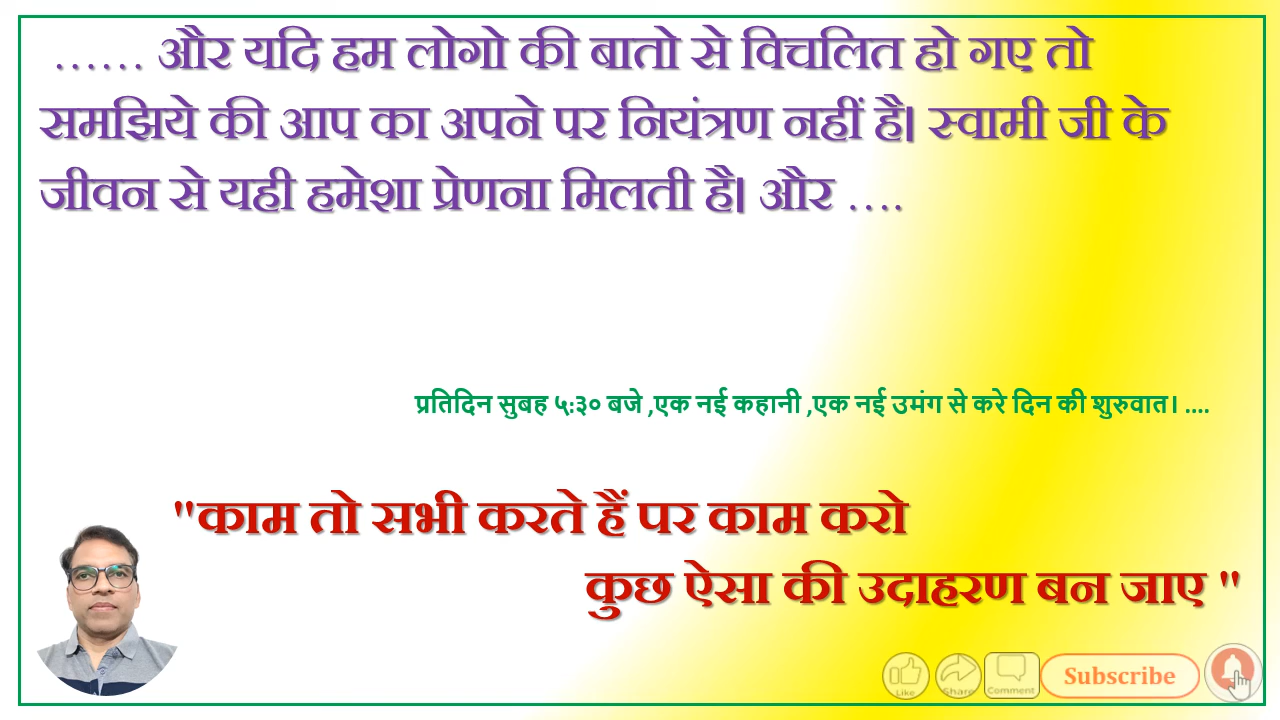 ...... और यदि हम लोगो की बातो से विचलित हो गए तो
समझिये की आप का अपने पर नियंत्रण नहीं है| स्वामी जी के
जीवन से यही हमेशा प्रेणना मिलती है| और ....
प्रतिदिन सुबह ५:३० बजे ,एक नई कहानी ,एक नई उमंग से करे दिन की शुरुवात। ....
"काम तो सभी करते हैं पर काम करो
कुछ ऐसा की उदाहरण बन जाए "
Like Share Comment Subscribe